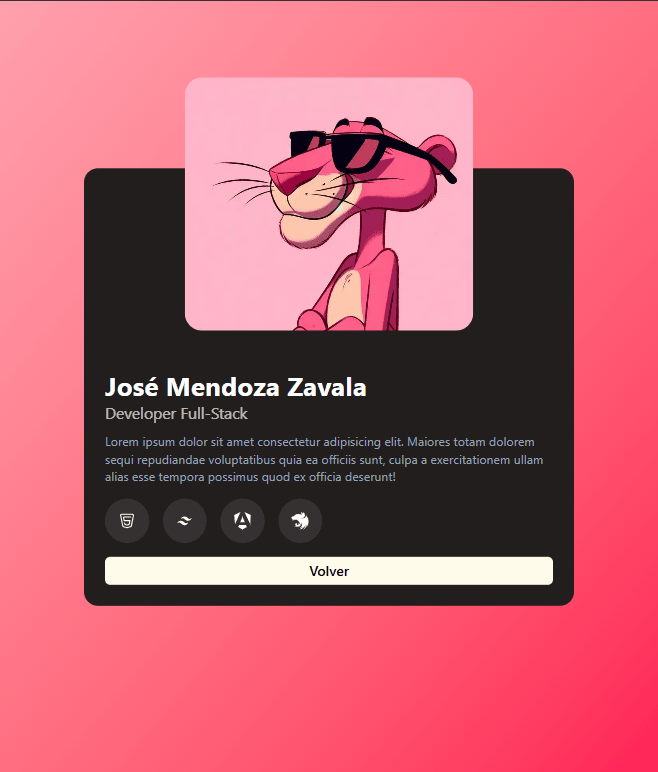 José Mendoza Zavala
Developer Full-Stack
Lorem ipsum dolor sit amet consectetur adipisicing elit. Maiores totam dolorem
sequi repudiandae voluptatibus quia ea officiis sunt, culpa a exercitationem ullam
alias esse tempora possimus quod ex officia deserunt!
Volver